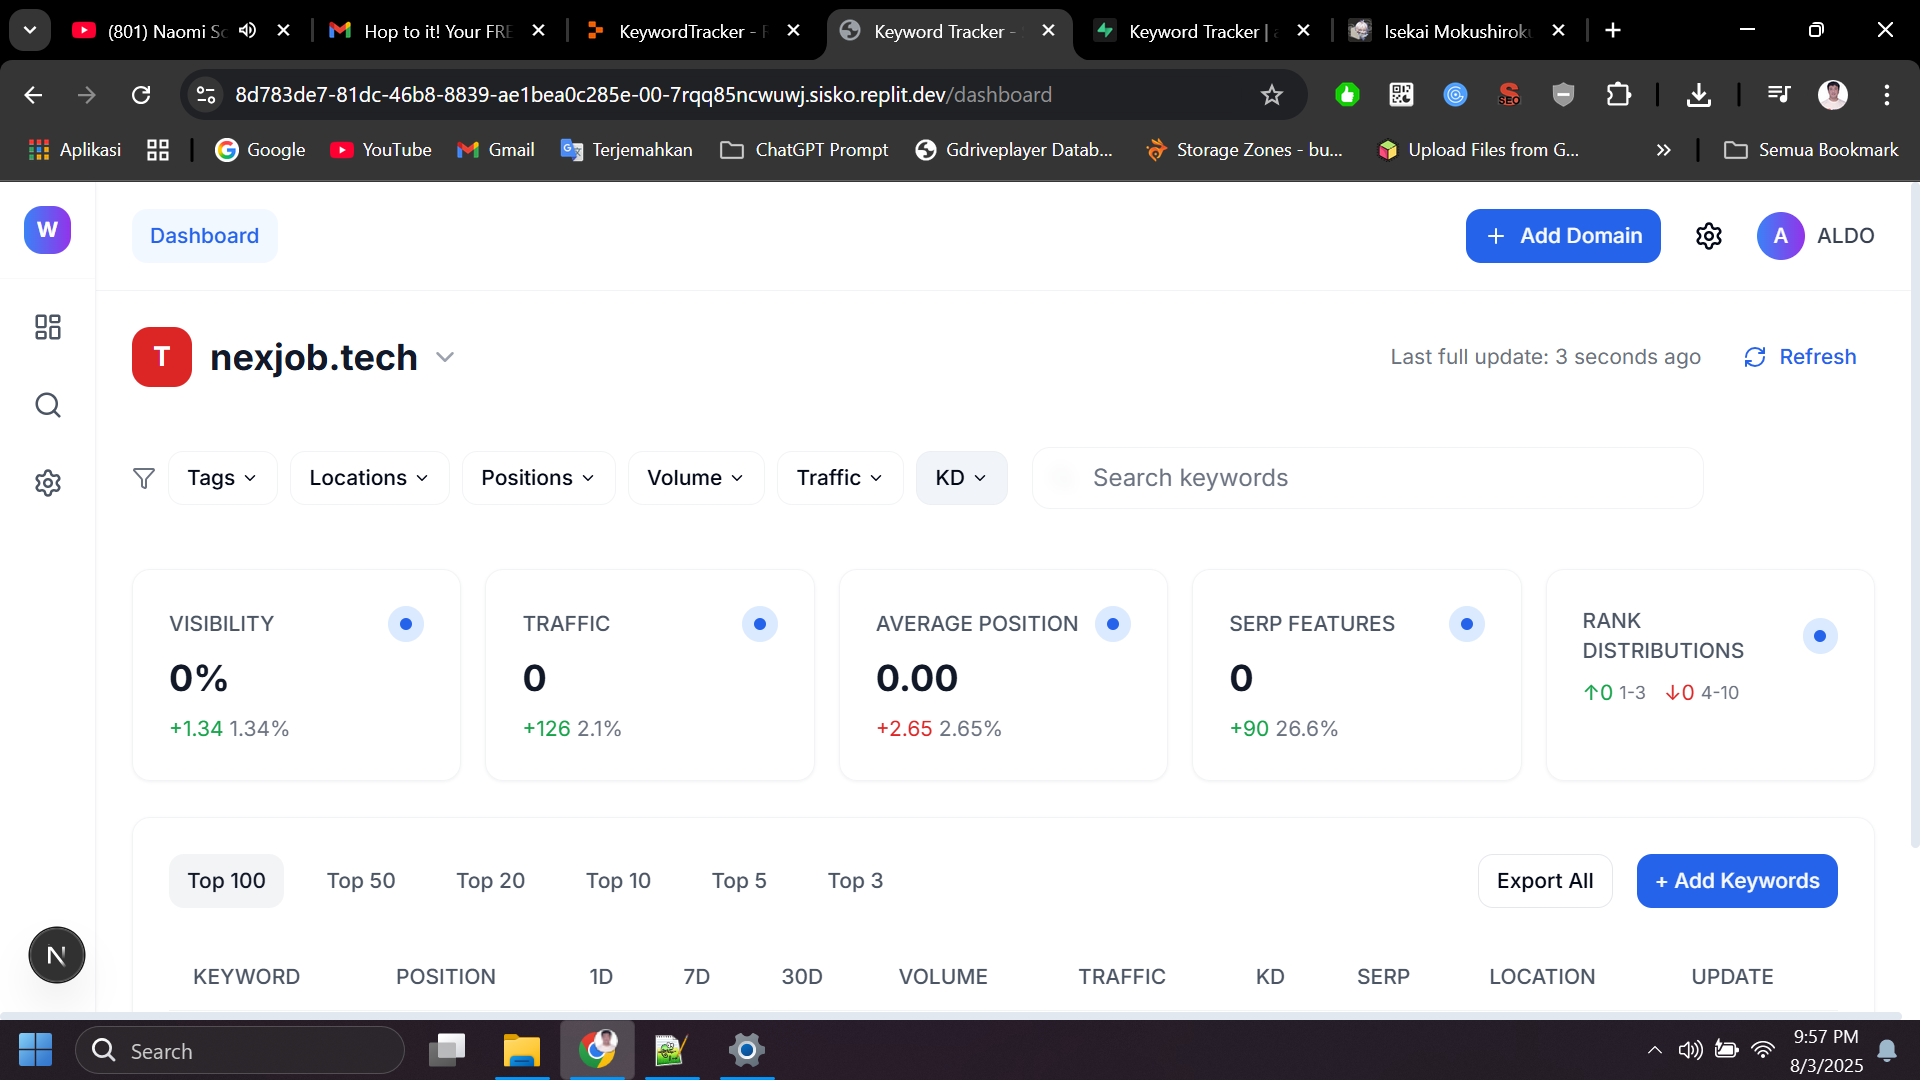 (801) Naomi Sc
Hop to it! Your FRE
KeywordTracker - R
Keyword Tracker - S
Keyword Tracker | a
Isekai Mokushiroku
8d783de7-81dc-46b8-8839-ae1bea0c285e-00-7rqq85ncwuwj.sisko.replit.dev/dashboard
SEO
Aplikasi
Google
YouTube
Gmail
Terjemahkan
ChatGPT Prompt
Gdriveplayer Datab...
Storage Zones - bu...
Upload Files from G...
Semua Bookmark
W
Dashboard
+ Add Domain
A
ALDO
T
nexjob.tech
Last full update: 3 seconds ago
Refresh
Tags
Locations
Positions
Volume
Traffic
KD
Search keywords
VISIBILITY
0%
+1.34 1.34%
TRAFFIC
0
+126 2.1%
AVERAGE POSITION
0.00
+2.65 2.65%
SERP FEATURES
0
+90 26.6%
RANK
DISTRIBUTIONS
↑0 1-3 ↓0 4-10
Top 100
Top 50
Top 20
Top 10
Top 5
Top 3
Export All
+ Add Keywords
N
KEYWORD POSITION 1D 7D 30D VOLUME TRAFFIC KD SERP LOCATION UPDATE
Search
9:57 PM
8/3/2025